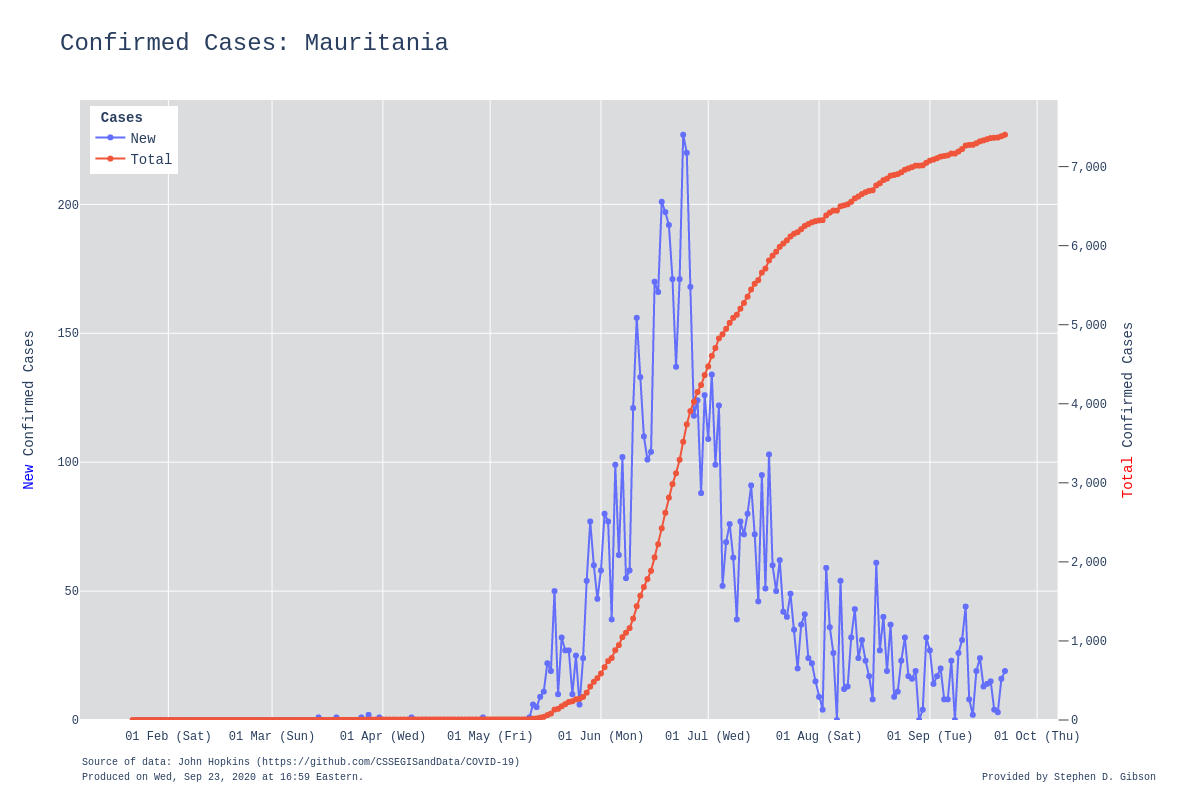 Confirmed Cases: Mauritania
Cases
New
Total
200
150
100
50
0
7,000
6,000
5,000
4,000
3,000
2,000
1,000
0
New Confirmed Cases
Total Confirmed Cases
01 Feb (Sat) 01 Mar (Sun) 01 Apr (Wed) 01 May (Fri) 01 Jun (Mon) 01 Jul (Wed) 01 Aug (Sat) 01 Sep (Tue) 01 Oct (Thu)
Source of data: John Hopkins (https://github.com/CSSEGISandData/COVID-19)
Produced on Wed, Sep 23, 2020 at 16:59 Eastern.
Provided by Stephen D. Gibson